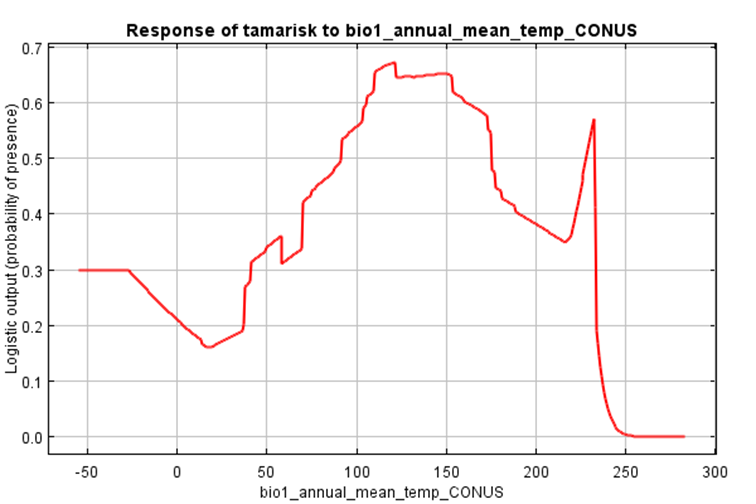 Response of tamarisk to bio1_annual_mean_temp_CONUS
Logistic output (probability of presence)
0.7
0.6
0.5
0.4
0.3
0.2
0.1
0.0
-50 0 50 100 150 200 250 300
bio1_annual_mean_temp_CONUS